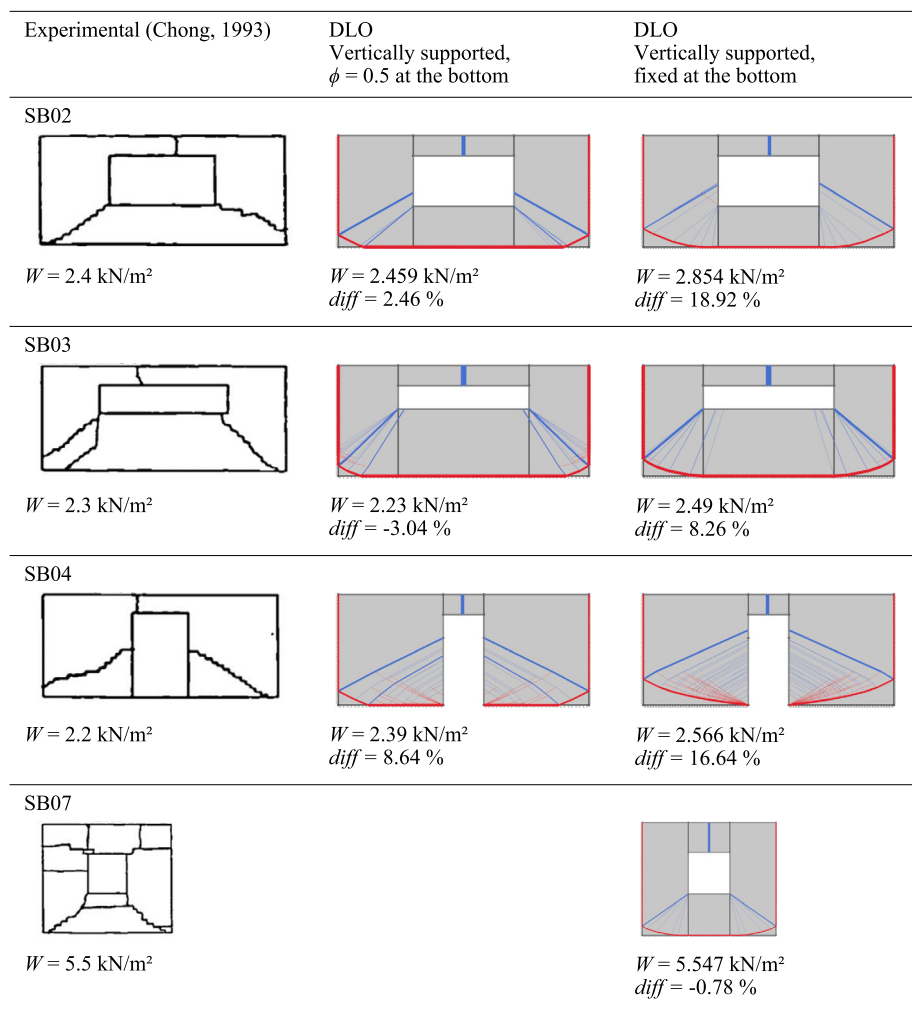 Experimental (Chong, 1993)
DLO
Vertically supported,
ϕ = 0.5 at the bottom
DLO
Vertically supported,
fixed at the bottom
SB02
W = 2.4 kN/m²
W = 2.459 kN/m²
diff = 2.46 %
W = 2.854 kN/m²
diff = 18.92 %
SB03
W = 2.3 kN/m²
W = 2.23 kN/m²
diff = -3.04 %
W = 2.49 kN/m²
diff = 8.26 %
SB04
W = 2.2 kN/m²
W = 2.39 kN/m²
diff = 8.64 %
W = 2.566 kN/m²
diff = 16.64 %
SB07
W = 5.5 kN/m²
W = 5.547 kN/m²
diff = -0.78 %